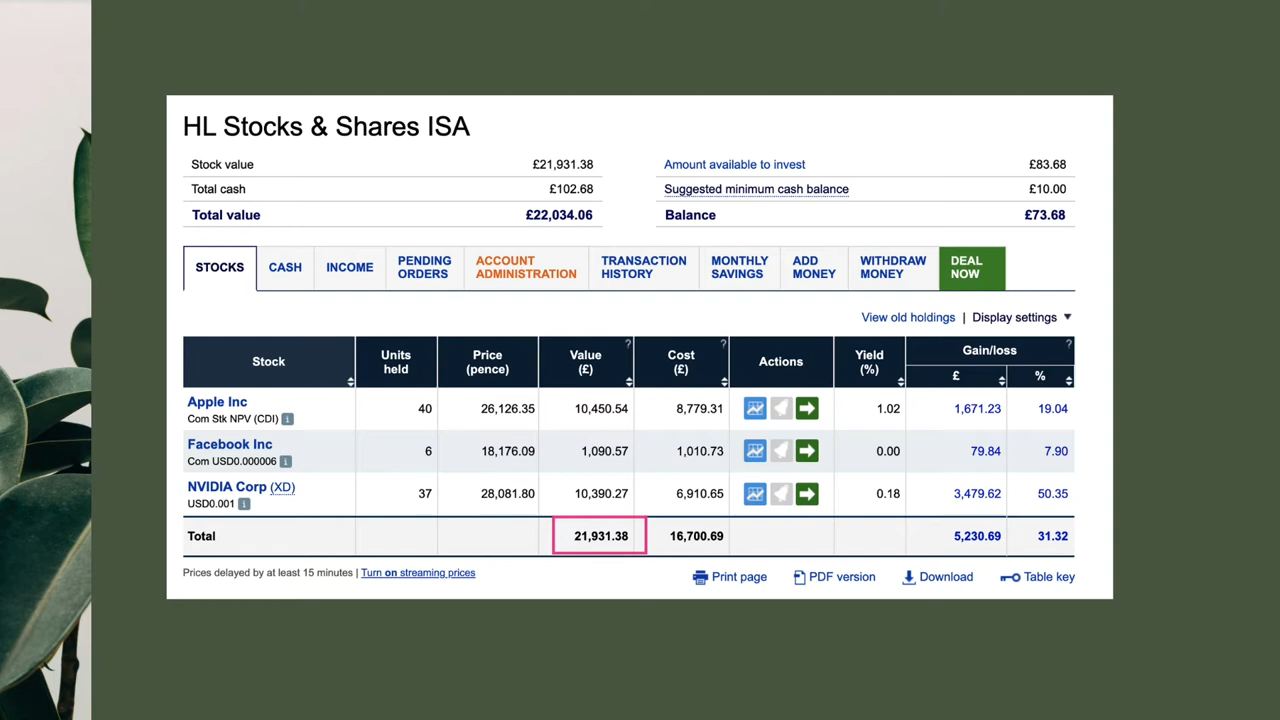 HL Stocks & Shares ISA
Stock value £21,931.38 Amount available to invest £83.68
Total cash £102.68 Suggested minimum cash balance £10.00
Total value £22,034.06 Balance £73.68
STOCKS CASH INCOME PENDING ORDERS ACCOUNT ADMINISTRATION TRANSACTION HISTORY MONTHLY SAVINGS ADD MONEY WITHDRAW MONEY DEAL NOW
View old holdings | Display settings
Stock Units held Price (pence) Value (£) ? Cost (£) ? Actions Yield (%) Gain/loss ?
£ %
Apple Inc 40 26,126.35 10,450.54 8,779.31 1.02 1,671.23 19.04
Com Stk NPV (CDI) i
Facebook Inc 6 18,176.09 1,090.57 1,010.73 0.00 79.84 7.90
Com USD0.000006 i
NVIDIA Corp (XD) 37 28,081.80 10,390.27 6,910.65 0.18 3,479.62 50.35
USD0.001 i
Total 21,931.38 16,700.69 5,230.69 31.32
Prices delayed by at least 15 minutes | Turn on streaming prices
Print page PDF version Download Table key